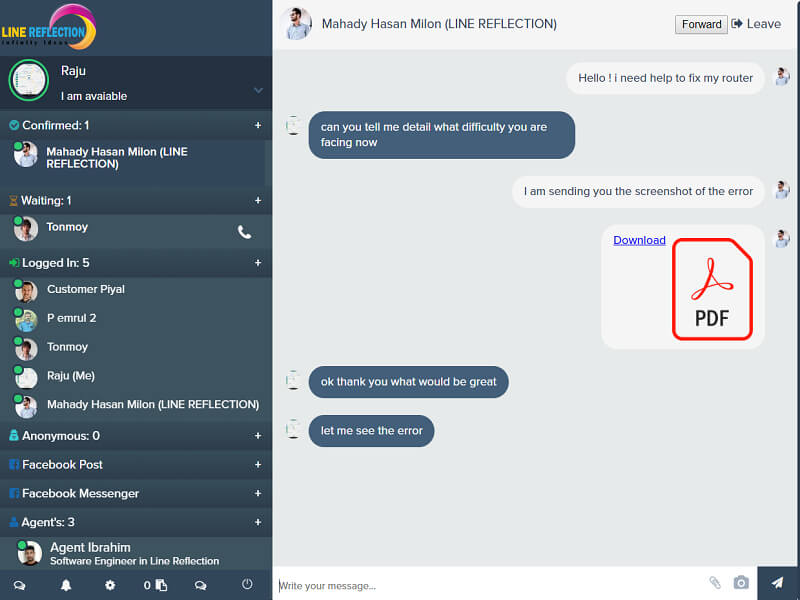 LINE REFLECTION
Infinity Ideas
Raju
I am avaiable
Confirmed: 1 +
Mahady Hasan Milon (LINE
REFLECTION)
Waiting: 1 +
Tonmoy
Logged In: 5 +
Customer Piyal
P emrul 2
Tonmoy
Raju (Me)
Mahady Hasan Milon (LINE REFLECTION)
Anonymous: 0 +
Facebook Post +
Facebook Messenger +
Agent's: 3 +
Agent Ibrahim
Software Engineer in Line Reflection
0
Mahady Hasan Milon (LINE REFLECTION)
Forward Leave
Hello ! i need help to fix my router
can you tell me detail what difficulty you are
facing now
I am sending you the screenshot of the error
Download
PDF
ok thank you what would be great
let me see the error
Write your message...